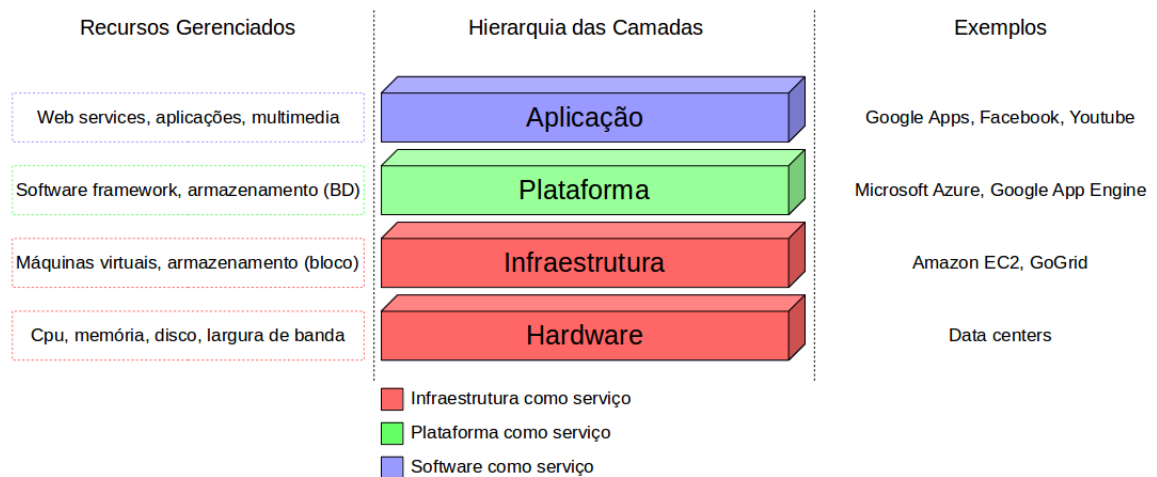 Recursos Gerenciados
Hierarquia das Camadas
Exemplos
Web services, aplicações, multimedia
Aplicação
Google Apps, Facebook, Youtube
Software framework, armazenamento (BD)
Plataforma
Microsoft Azure, Google App Engine
Máquinas virtuais, armazenamento (bloco)
Infraestrutura
Amazon EC2, GoGrid
Cpu, memória, disco, largura de banda
Hardware
Data centers
Infraestrutura como serviço
Plataforma como serviço
Software como serviço